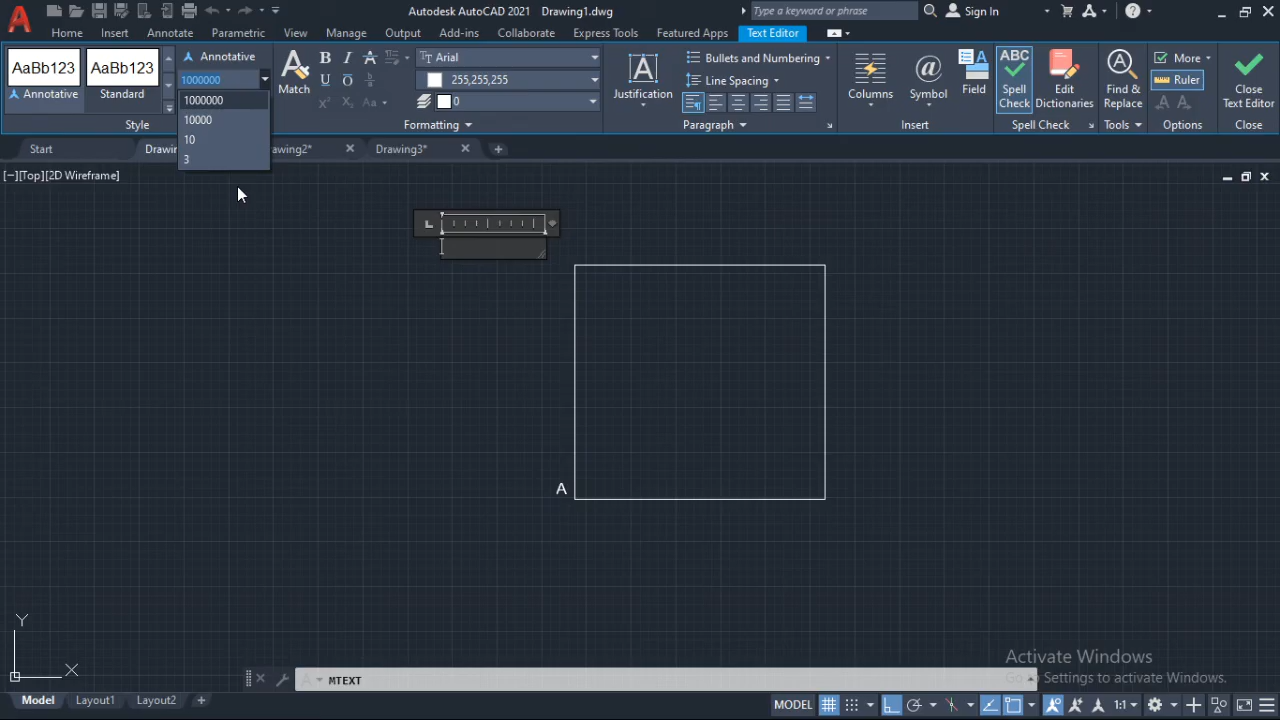 Autodesk AutoCAD 2021 Drawing1.dwg
Type a keyword or phrase
Sign In
Home Insert Annotate Parametric View Manage Output Add-ins Collaborate Express Tools Featured Apps Text Editor
AaBb123 AaBb123
Annotative Standard
Annotative
1000000
1000000
10000
10
3
Style
Match
B I A
U O
Aa
Arial
255,255,255
0
Formatting
A
Justification
Bullets and Numbering
Line Spacing
Paragraph
Columns
@
Symbol
Field
Insert
ABC
Spell Check
Edit Dictionaries
Spell Check
Find & Replace
Tools
More
Ruler
Options
Close Text Editor
Close
Start
Drawin
rawing2*
Drawing3*
[−][Top][2D Wireframe]
A
Y
X
MTEXT
Activate Windows
Go to Settings to activate Windows.
Model Layout1 Layout2
MODEL
1:1